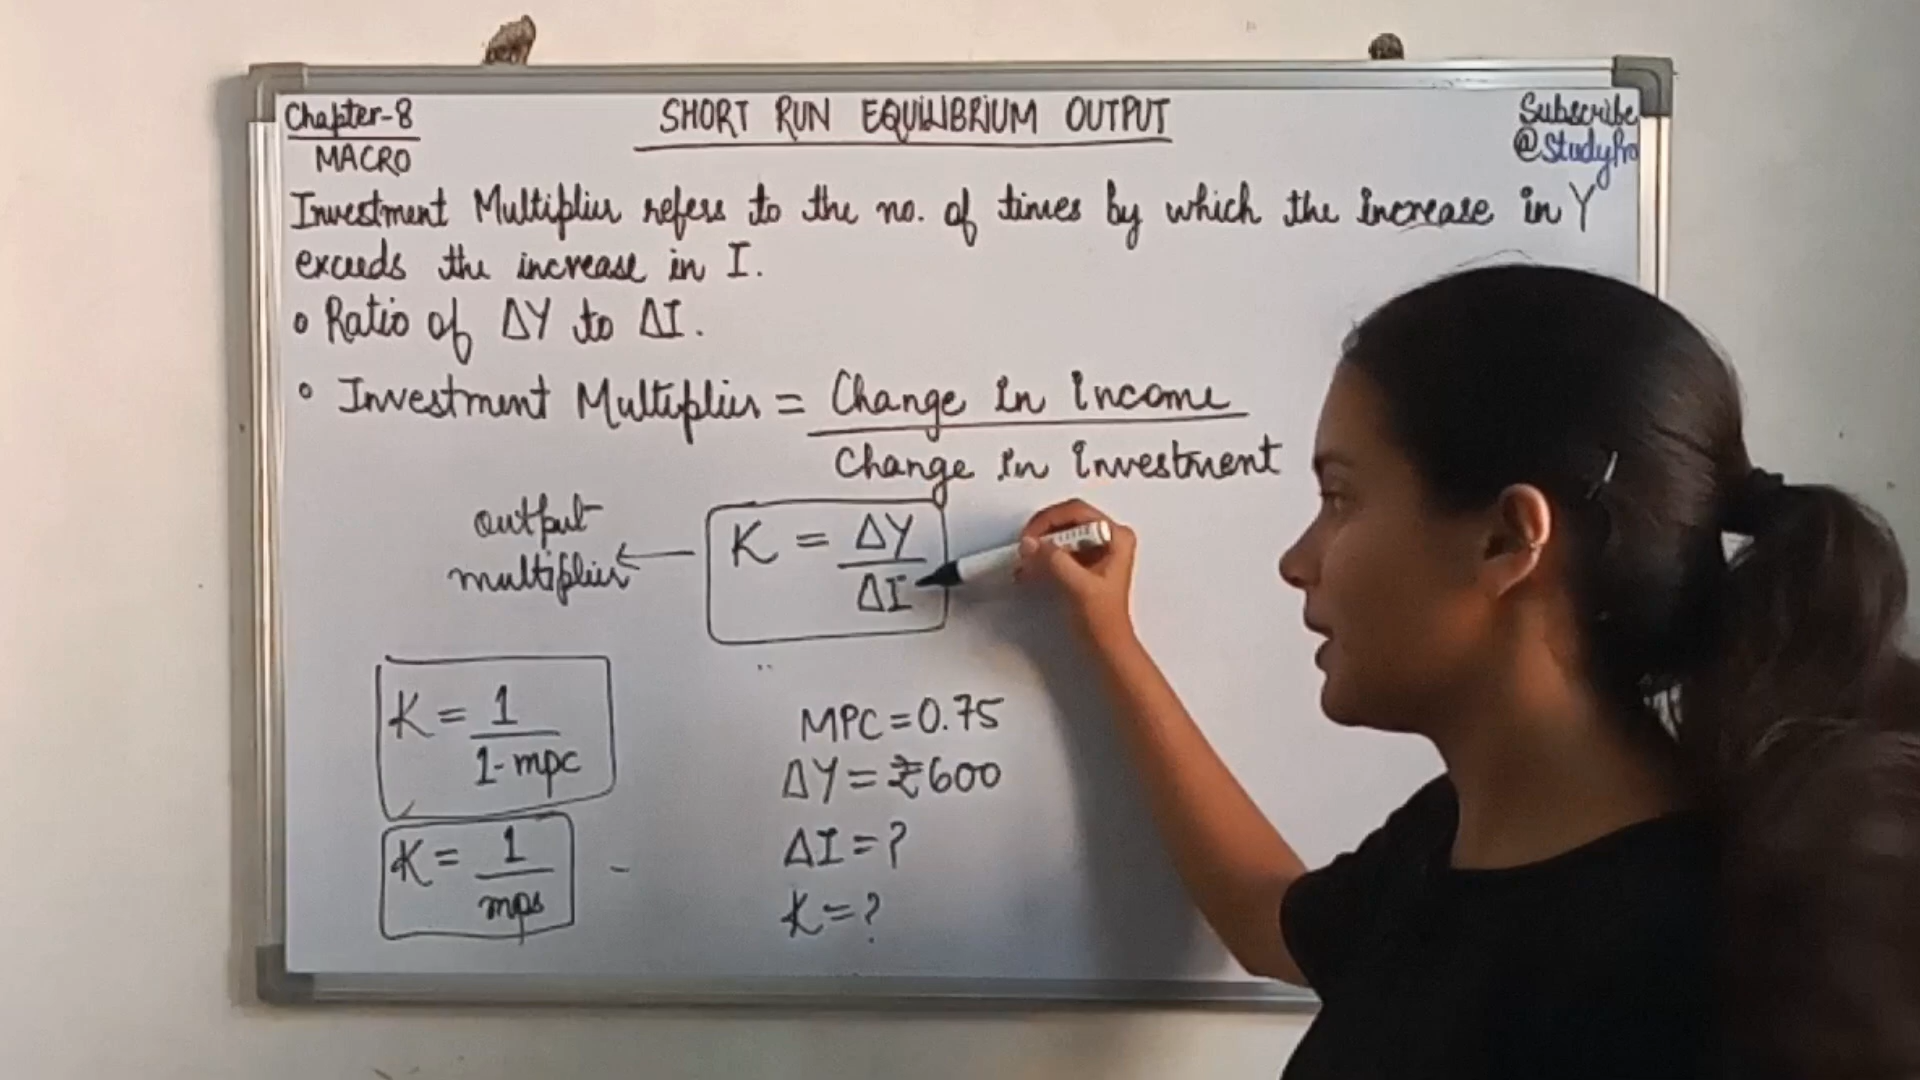 Chapter-8
MACRO
SHORT RUN EQUILIBRIUM OUTPUT
Subscribe
@StudyPro
Investment Multiplier refers to the no. of times by which the increase in Y
exceeds the increase in I.
• Ratio of ΔY to ΔI.
• Investment Multiplier = Change in Income
Change in Investment
output
multiplier
←
K = ΔY
ΔI
K = 1
1-mpc
K = 1
mps
MPC = 0.75
ΔY = ₹600
ΔI = ?
K = ?